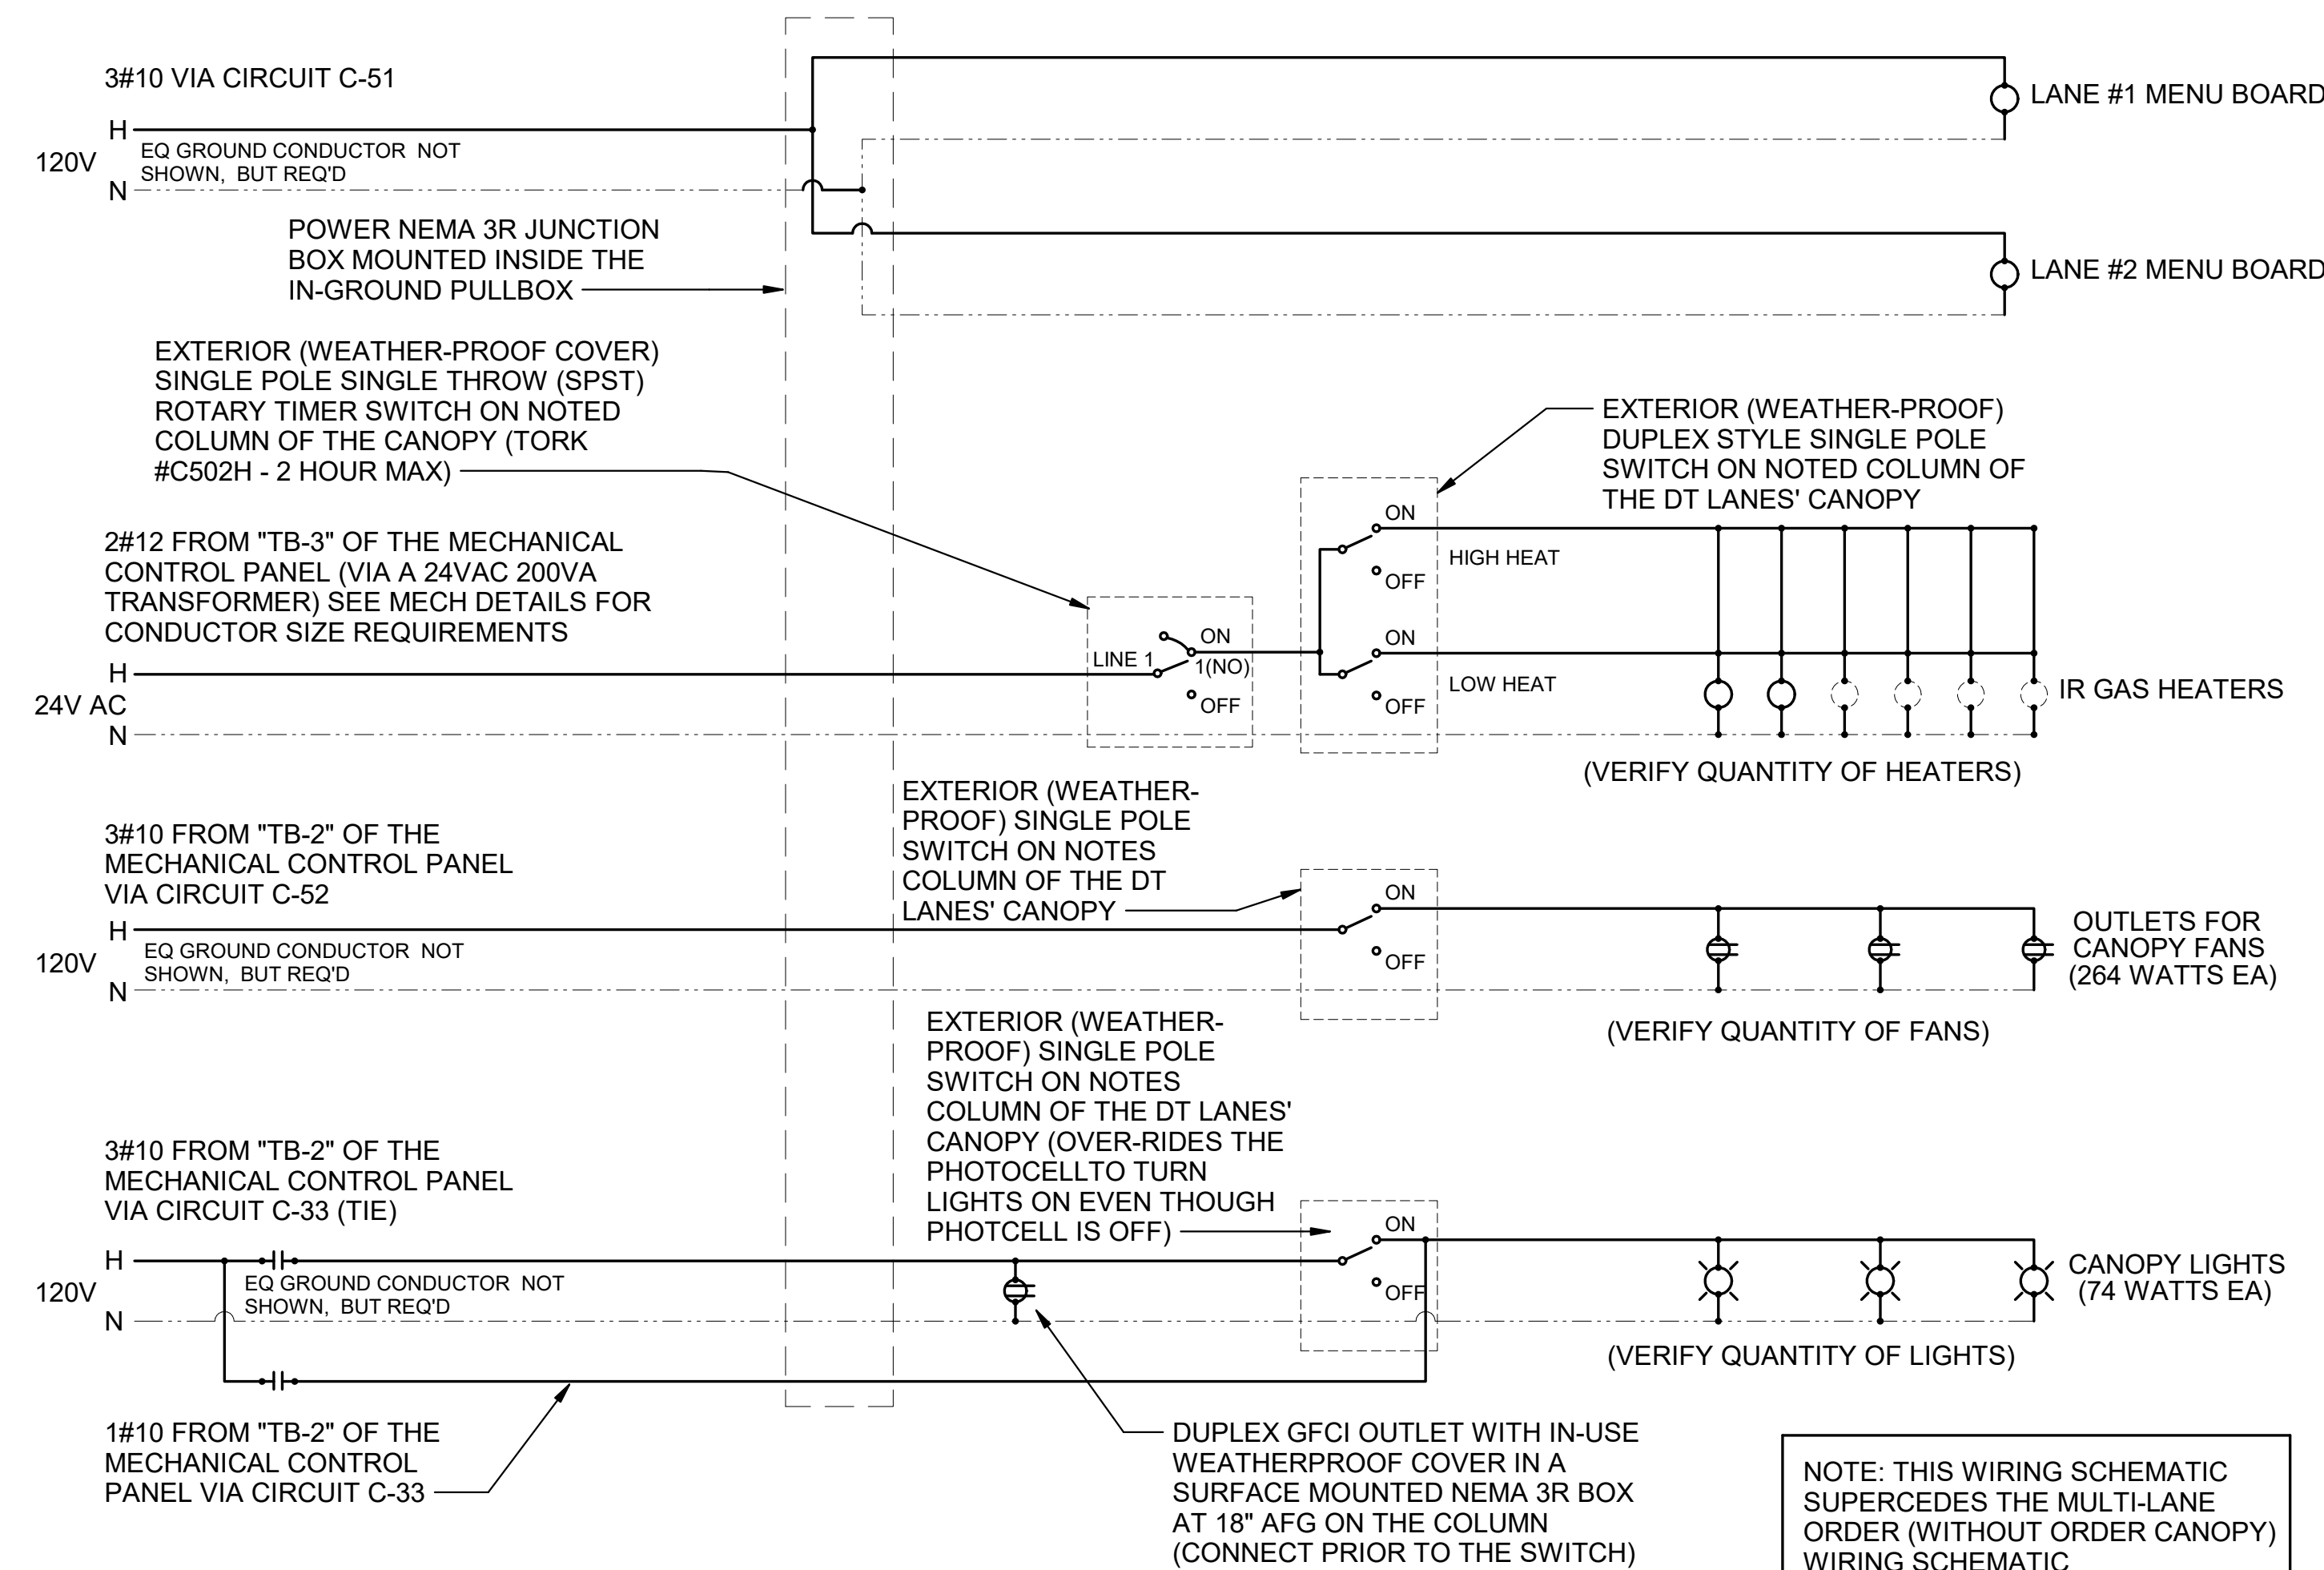 3#10 VIA CIRCUIT C-51
H
120V
EQ GROUND CONDUCTOR NOT
SHOWN, BUT REQ'D
N
LANE #1 MENU BOARD
LANE #2 MENU BOARD
POWER NEMA 3R JUNCTION
BOX MOUNTED INSIDE THE
IN-GROUND PULLBOX
EXTERIOR (WEATHER-PROOF COVER)
SINGLE POLE SINGLE THROW (SPST)
ROTARY TIMER SWITCH ON NOTED
COLUMN OF THE CANOPY (TORK
#C502H - 2 HOUR MAX)
EXTERIOR (WEATHER-PROOF)
DUPLEX STYLE SINGLE POLE
SWITCH ON NOTED COLUMN OF
THE DT LANES' CANOPY
2#12 FROM "TB-3" OF THE MECHANICAL
CONTROL PANEL (VIA A 24VAC 200VA
TRANSFORMER) SEE MECH DETAILS FOR
CONDUCTOR SIZE REQUIREMENTS
H
24V AC
N
LINE 1
ON
1(NO)
OFF
ON
HIGH HEAT
OFF
ON
LOW HEAT
OFF
IR GAS HEATERS
(VERIFY QUANTITY OF HEATERS)
EXTERIOR (WEATHER-
PROOF) SINGLE POLE
SWITCH ON NOTES
COLUMN OF THE DT
LANES' CANOPY
3#10 FROM "TB-2" OF THE
MECHANICAL CONTROL PANEL
VIA CIRCUIT C-52
H
120V
EQ GROUND CONDUCTOR NOT
SHOWN, BUT REQ'D
N
ON
OFF
OUTLETS FOR
CANOPY FANS
(264 WATTS EA)
(VERIFY QUANTITY OF FANS)
EXTERIOR (WEATHER-
PROOF) SINGLE POLE
SWITCH ON NOTES
COLUMN OF THE DT LANES'
CANOPY (OVER-RIDES THE
PHOTOCELLTO TURN
LIGHTS ON EVEN THOUGH
PHOTCELL IS OFF)
3#10 FROM "TB-2" OF THE
MECHANICAL CONTROL PANEL
VIA CIRCUIT C-33 (TIE)
H
120V
EQ GROUND CONDUCTOR NOT
SHOWN, BUT REQ'D
N
ON
OFF
CANOPY LIGHTS
(74 WATTS EA)
(VERIFY QUANTITY OF LIGHTS)
1#10 FROM "TB-2" OF THE
MECHANICAL CONTROL
PANEL VIA CIRCUIT C-33
DUPLEX GFCI OUTLET WITH IN-USE
WEATHERPROOF COVER IN A
SURFACE MOUNTED NEMA 3R BOX
AT 18" AFG ON THE COLUMN
(CONNECT PRIOR TO THE SWITCH)
NOTE: THIS WIRING SCHEMATIC
SUPERCEDES THE MULTI-LANE
ORDER (WITHOUT ORDER CANOPY)
WIRING SCHEMATIC